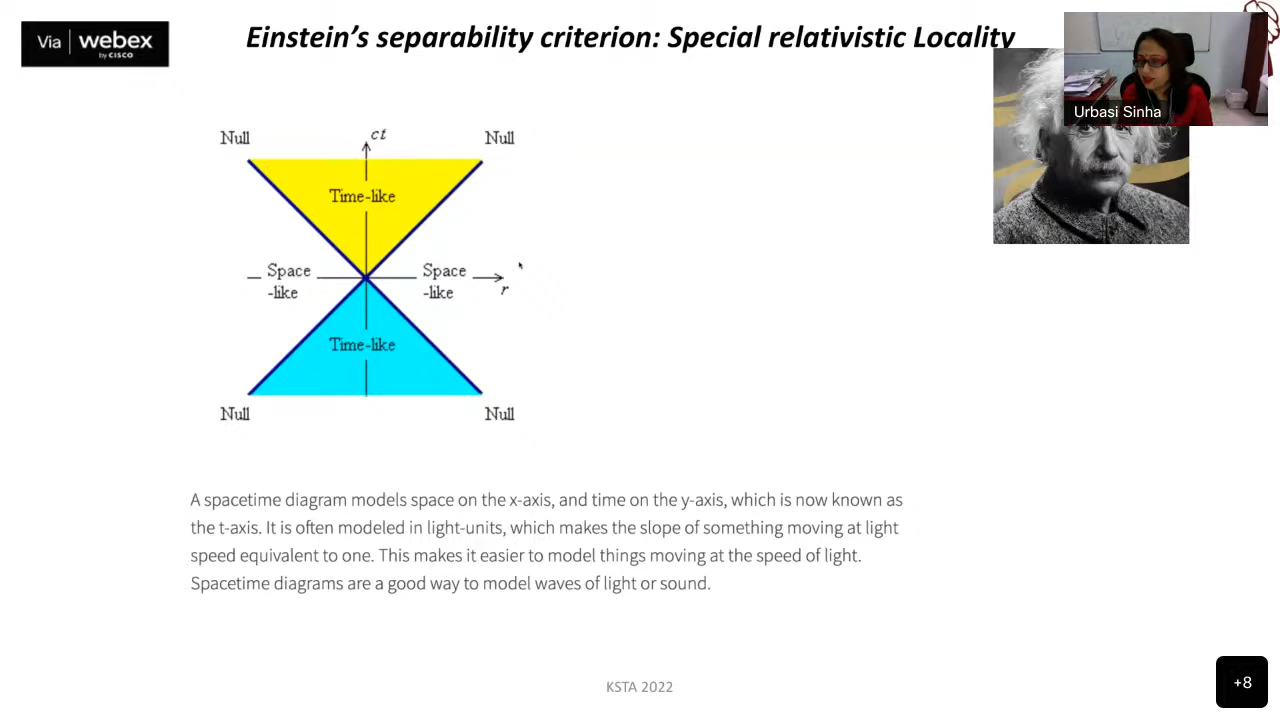 Via webex
by CISCO
Einstein's separability criterion: Special relativistic Locality
Urbasi Sinha
ct
Null
Null
Time-like
Space
-like
Space
-like
r
Time-like
Null
Null
A spacetime diagram models space on the x-axis, and time on the y-axis, which is now known as
the t-axis. It is often modeled in light-units, which makes the slope of something moving at light
speed equivalent to one. This makes it easier to model things moving at the speed of light.
Spacetime diagrams are a good way to model waves of light or sound.
KSTA 2022
+8